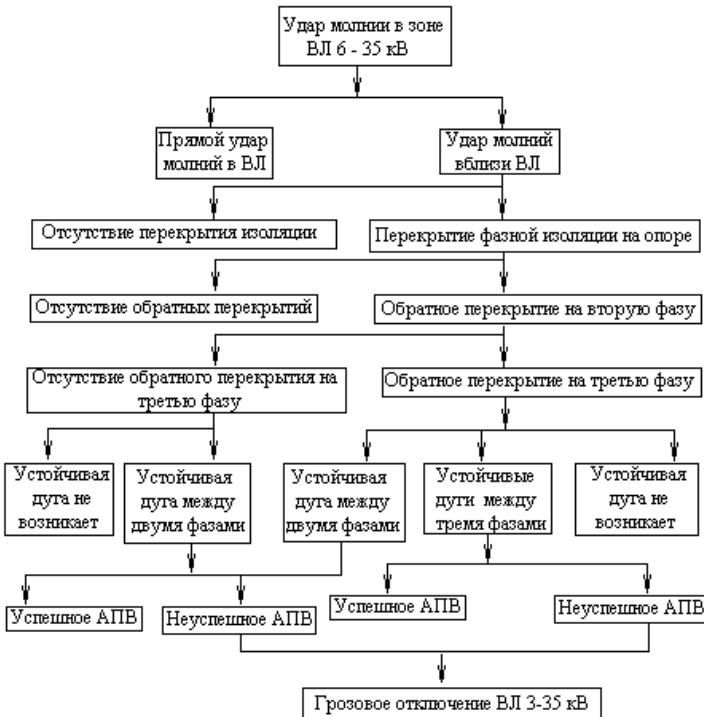 Удар молнии в зоне
ВЛ 6 - 35 кВ
Прямой удар
молний в ВЛ
Удар молний
вблизи ВЛ
Отсутствие перекрытия изоляции
Перекрытие фазной изоляции на опоре
Отсутствие обратных перекрытий
Обратное перекрытие на вторую фазу
Отсутствие обратного перекрытия на
третью фазу
Обратное перекрытие на третью фазу
Устойчивая
дуга не
возникает
Устойчивая
дуга между
двумя фазами
Устойчивая
дуга между
двумя фазами
Устойчивые
дуги между
тремя фазами
Устойчивая
дуга не
возникает
Успешное АПВ
Неуспешное АПВ
Успешное АПВ
Неуспешное АПВ
Грозовое отключение ВЛ 3-35 кВ